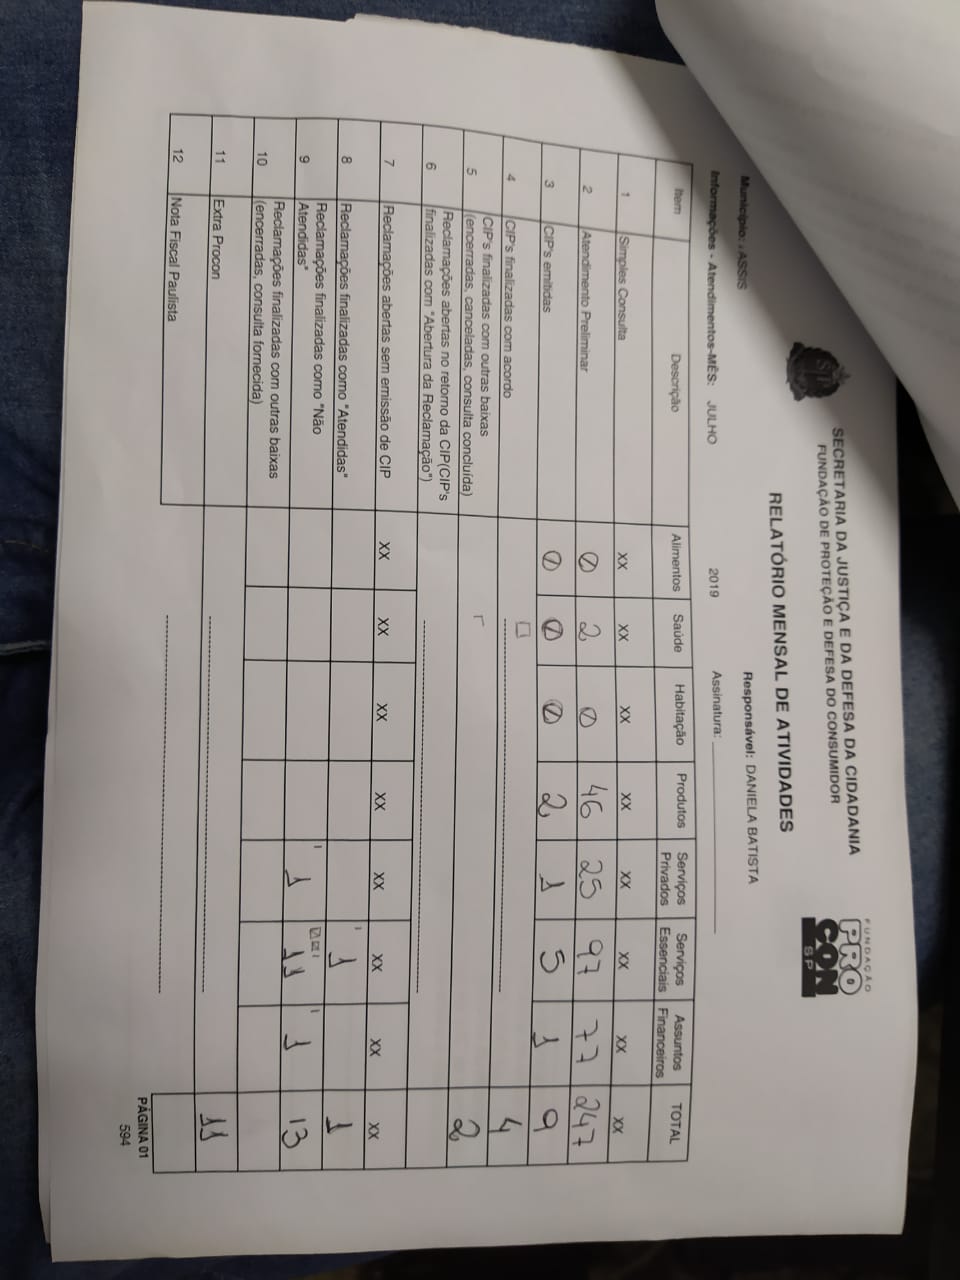 SECRETARIA DA JUSTIÇA E DA DEFESA DA CIDADANIA
FUNDAÇÃO DE PROTEÇÃO E DEFESA DO CONSUMIDOR
FUNDAÇÃO
PRO
CON
SP
RELATÓRIO MENSAL DE ATIVIDADES
Município: ASSIS
Responsável: DANIELA BATISTA
Informações - Atendimentos-MÊS: JULHO 2019
Assinatura:
Item Descrição Alimentos Saúde Habitação Produtos Serviços Privados Serviços Essenciais Assuntos Financeiros TOTAL
1 Simples Consulta XX XX XX XX XX XX XX XX
2 Atendimento Preliminar 0 2 0 46 25 97 77 247
3 CIP's emitidas 0 0 0 2 1 5 1 9
4 CIP's finalizadas com acordo 4
5 CIP's finalizadas com outras baixas
(encerradas, canceladas, consulta concluída) 2
6 Reclamações abertas no retorno da CIP(CIP's
finalizadas com "Abertura da Reclamação")
7 Reclamações abertas sem emissão de CIP XX XX XX XX XX XX XX XX
8 Reclamações finalizadas como "Atendidas" 1 1
9 Reclamações finalizadas como "Não
Atendidas" 1 11 1 13
10 Reclamações finalizadas com outras baixas
(encerradas, consulta fornecida)
11 Extra Procon 11
12 Nota Fiscal Paulista
PÁGINA 01
594